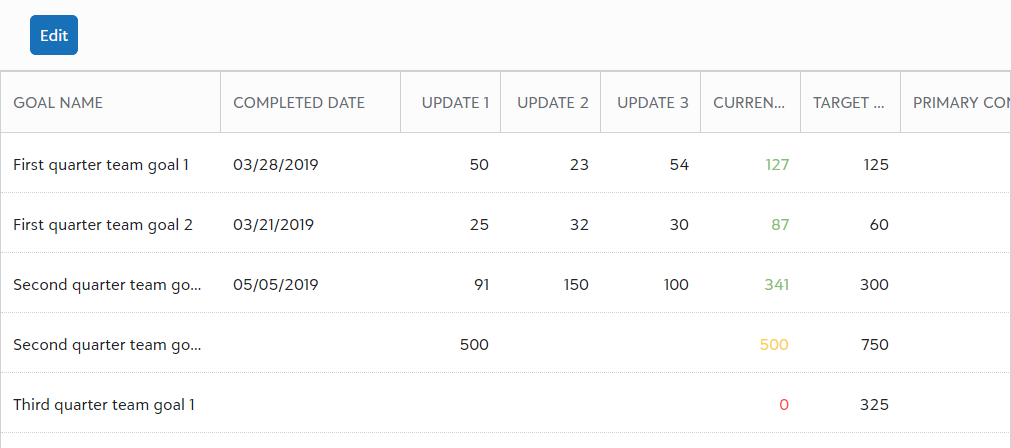 Edit
GOAL NAME COMPLETED DATE UPDATE 1 UPDATE 2 UPDATE 3 CURREN... TARGET ... PRIMARY CON
First quarter team goal 1 03/28/2019 50 23 54 127 125
First quarter team goal 2 03/21/2019 25 32 30 87 60
Second quarter team go... 05/05/2019 91 150 100 341 300
Second quarter team go... 500 500 750
Third quarter team goal 1 0 325